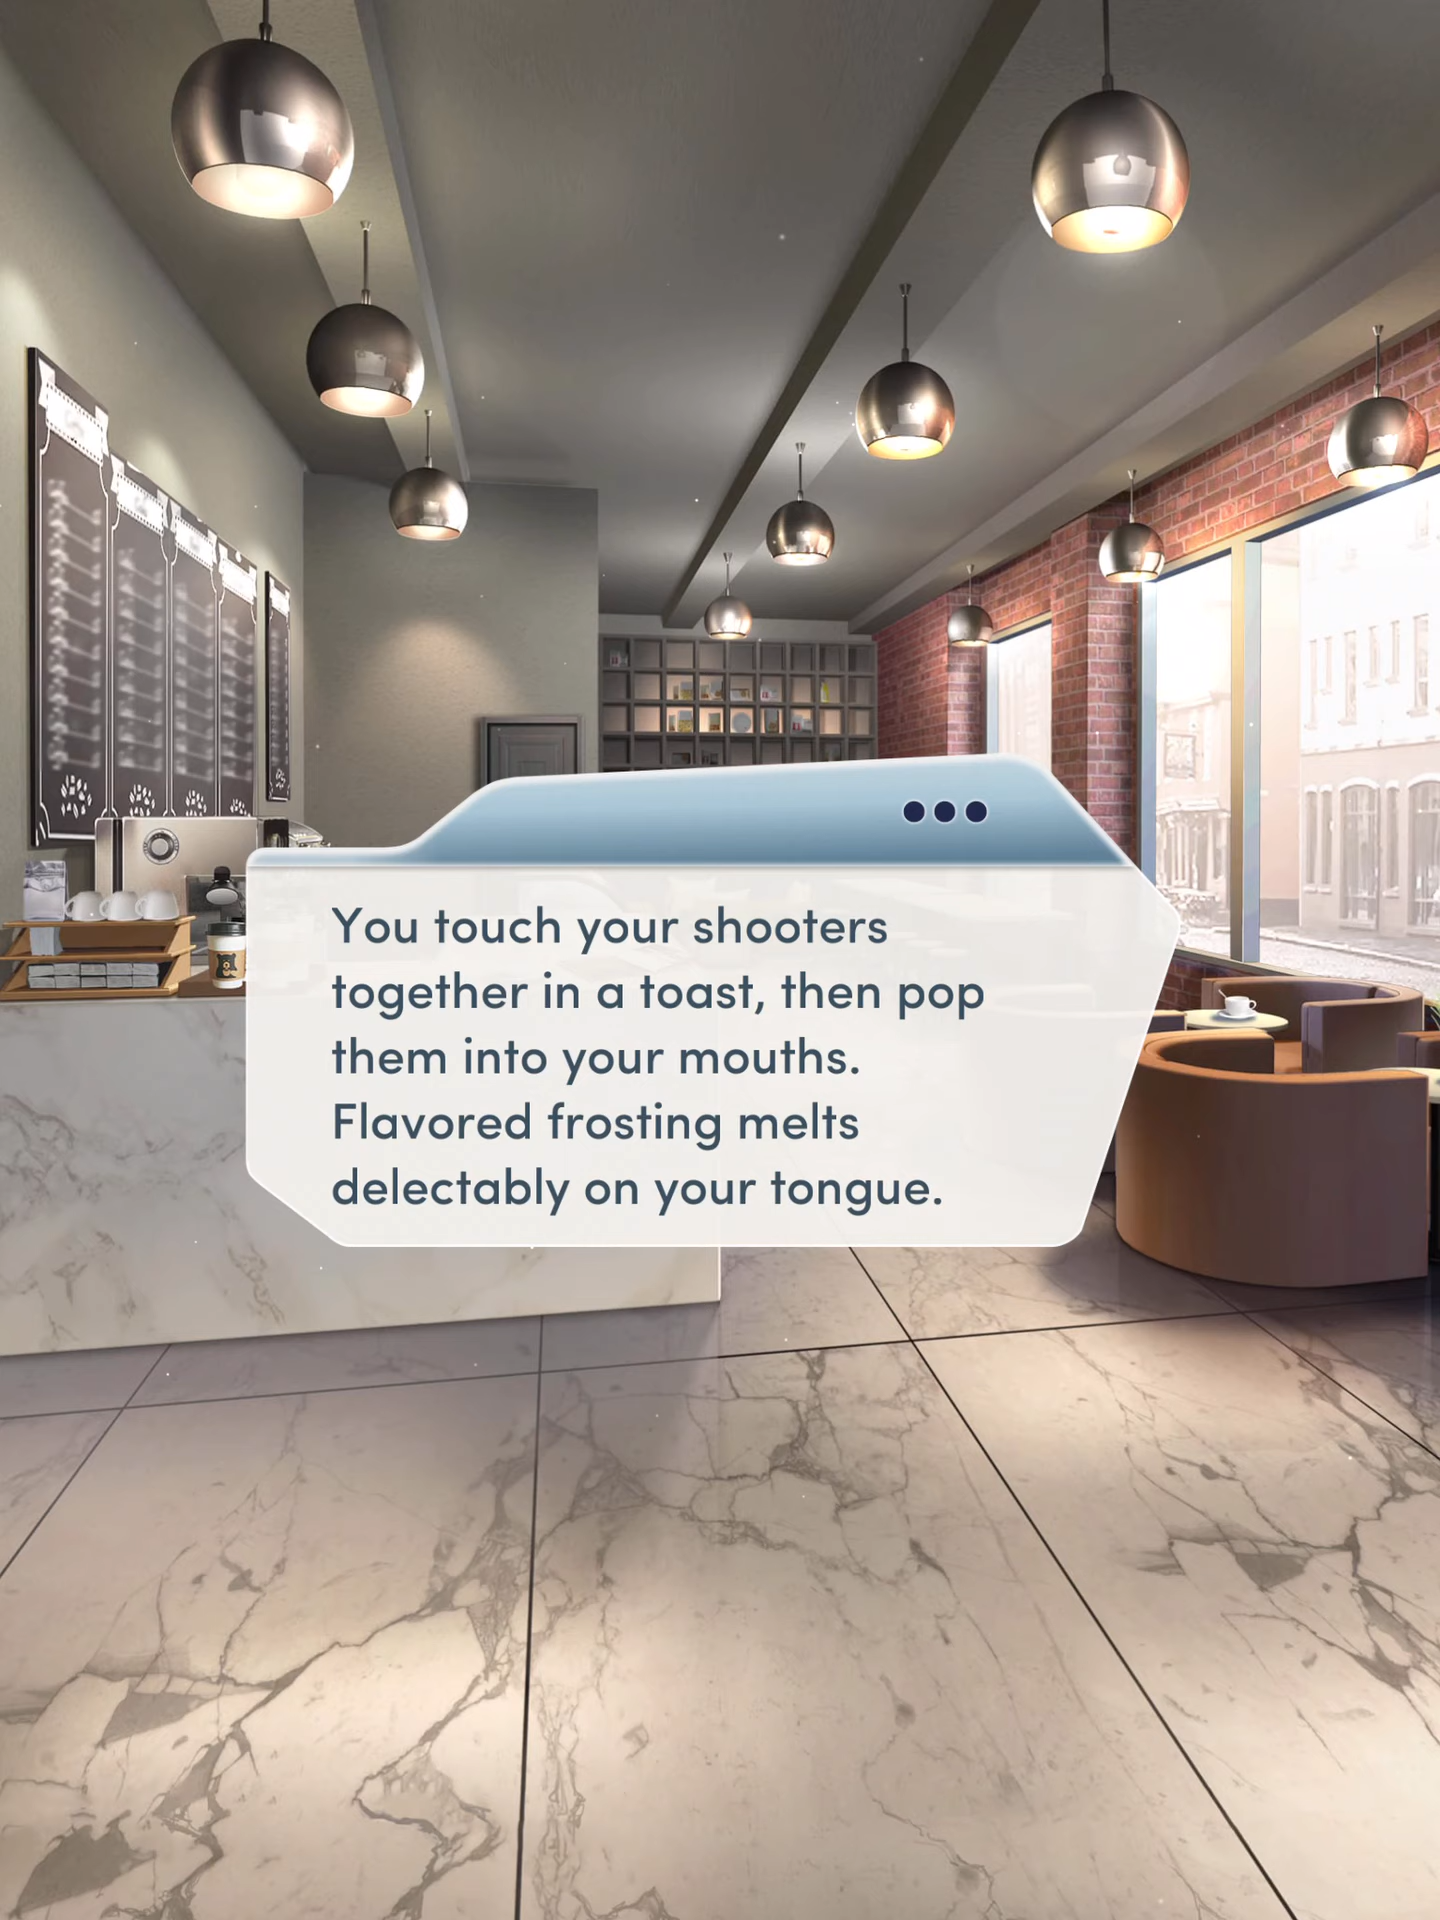 You touch your shooters
together in a toast, then pop
them into your mouths.
Flavored frosting melts
delectably on your tongue.